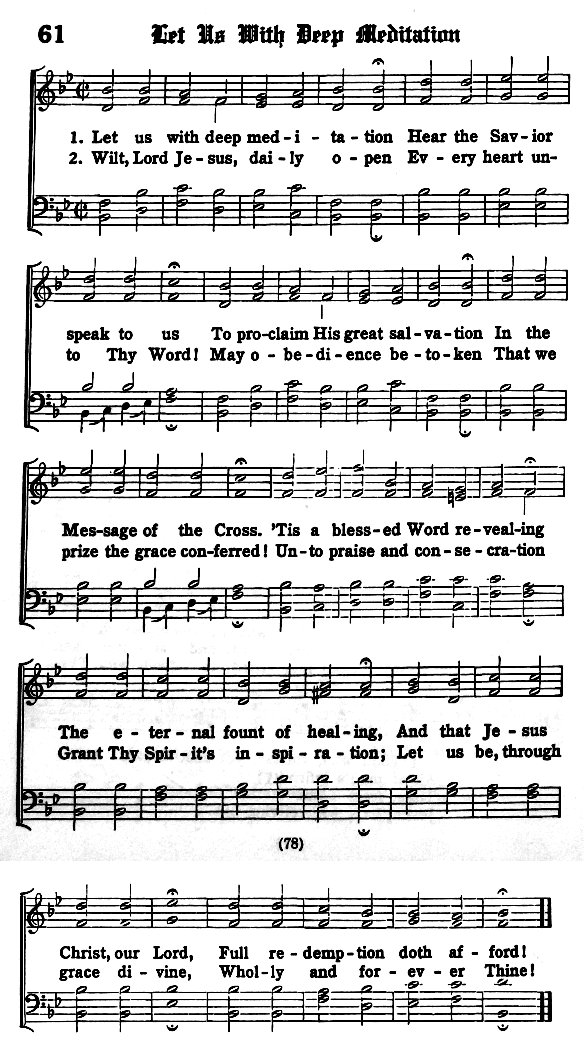 61 Let Us With Deep Meditation
1. Let us with deep med - i - ta - tion Hear the Sav - ior
2. Wilt, Lord Je - sus, dai - ly o - pen Ev - ery heart un-
speak to us To pro-claim His great sal - va - tion In the
to Thy Word! May o - be - di - ence be - to - ken That we
Mes-sage of the Cross. 'Tis a bless - ed Word re - veal-ing
prize the grace con-ferred! Un - to praise and con - se - cra-tion
The e - ter - nal fount of heal - ing, And that Je - sus
Grant Thy Spir - it's in - spi - ra - tion; Let us be, through
(78)
Christ, our Lord, Full re - demp - tion doth af - ford!
grace di - vine, Whol - ly and for - ev - er Thine!